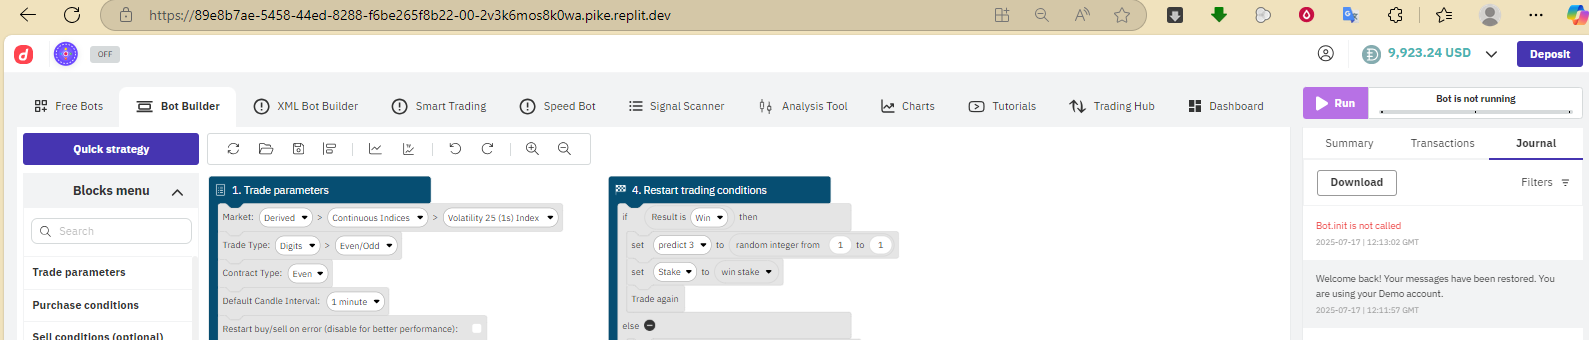 https://89e8b7ae-5458-44ed-8288-f6be265f8b22-00-2v3k6mos8k0wa.pike.replit.dev
OFF
9,923.24 USD
Deposit
Free Bots
Bot Builder
XML Bot Builder
Smart Trading
Speed Bot
Signal Scanner
Analysis Tool
Charts
Tutorials
Trading Hub
Dashboard
Run
Bot is not running
Quick strategy
Blocks menu
Search
Trade parameters
Purchase conditions
Sell conditions (optional)
1. Trade parameters
Market: Derived > Continuous Indices > Volatility 25 (1s) Index
Trade Type: Digits > Even/Odd
Contract Type: Even
Default Candle Interval: 1 minute
Restart buy/sell on error (disable for better performance):
4. Restart trading conditions
if Result is Win then
set predict 3 to random integer from 1 to 1
set Stake to win stake
Trade again
else
Summary
Transactions
Journal
Download
Filters
Bot.init is not called
2025-07-17 | 12:13:02 GMT
Welcome back! Your messages have been restored. You
are using your Demo account.
2025-07-17 | 12:11:57 GMT